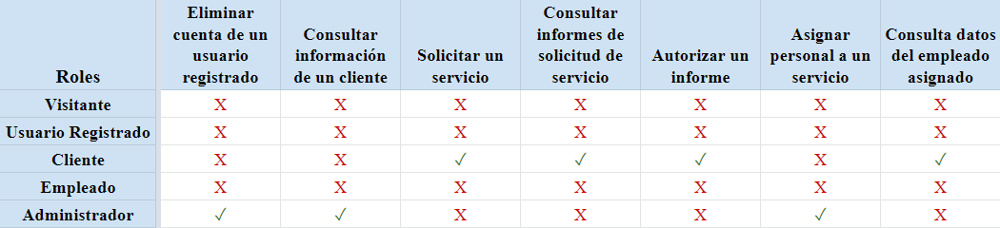 Roles Eliminar cuenta de un usuario registrado Consultar información de un cliente Solicitar un servicio Consultar informes de solicitud de servicio Autorizar un informe Asignar personal a un servicio Consulta datos del empleado asignado
Visitante X X X X X X X
Usuario Registrado X X X X X X X
Cliente X X ✓ ✓ ✓ X ✓
Empleado X X X X X X X
Administrador ✓ ✓ X X X ✓ X